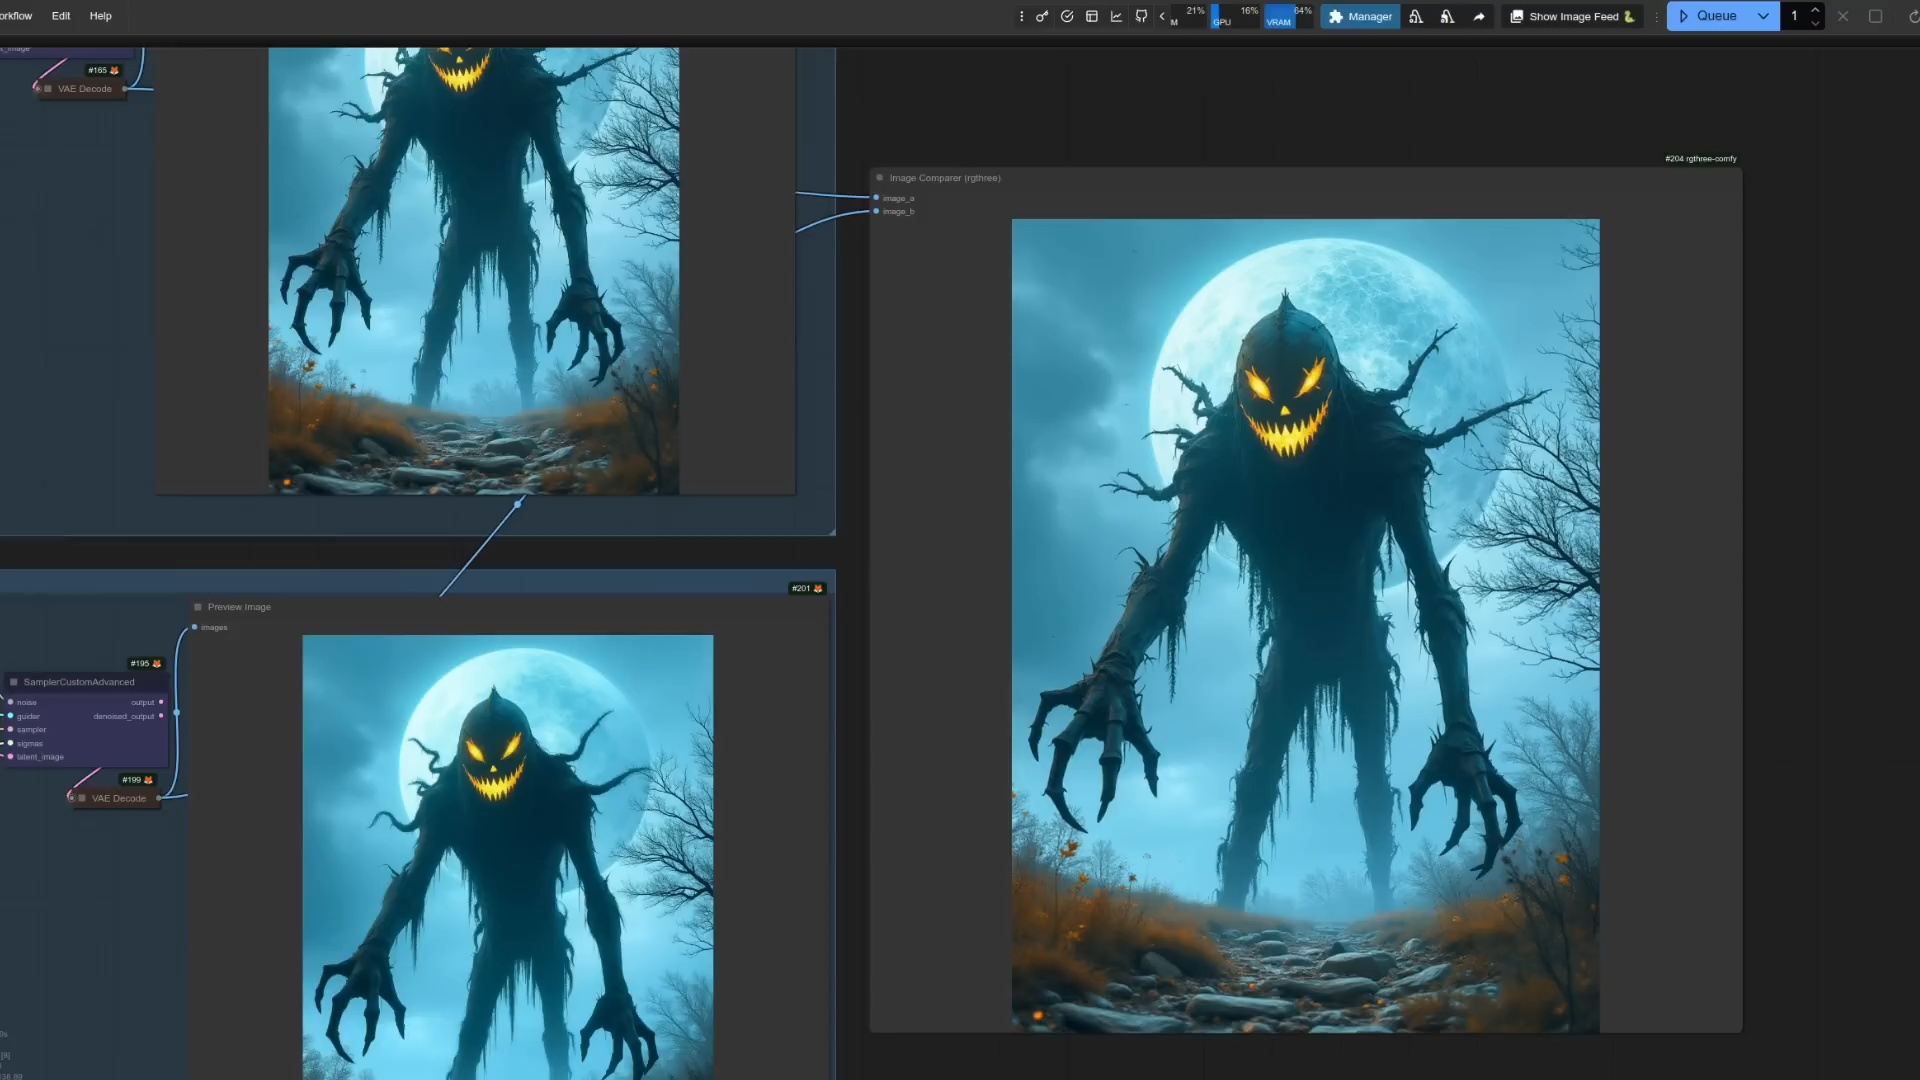 Edit
Help
M
21%
GPU
16%
VRAM
64%
Manager
Show Image Feed
Queue
1
#165
VAE Decode
#204 rgthree-comfy
Image Comparer (rgthree)
image_a
image_b
#201
Preview Image
images
#195
SamplerCustomAdvanced
noise output
guider denoised_output
sampler
sigmas
latent_image
#199
VAE Decode